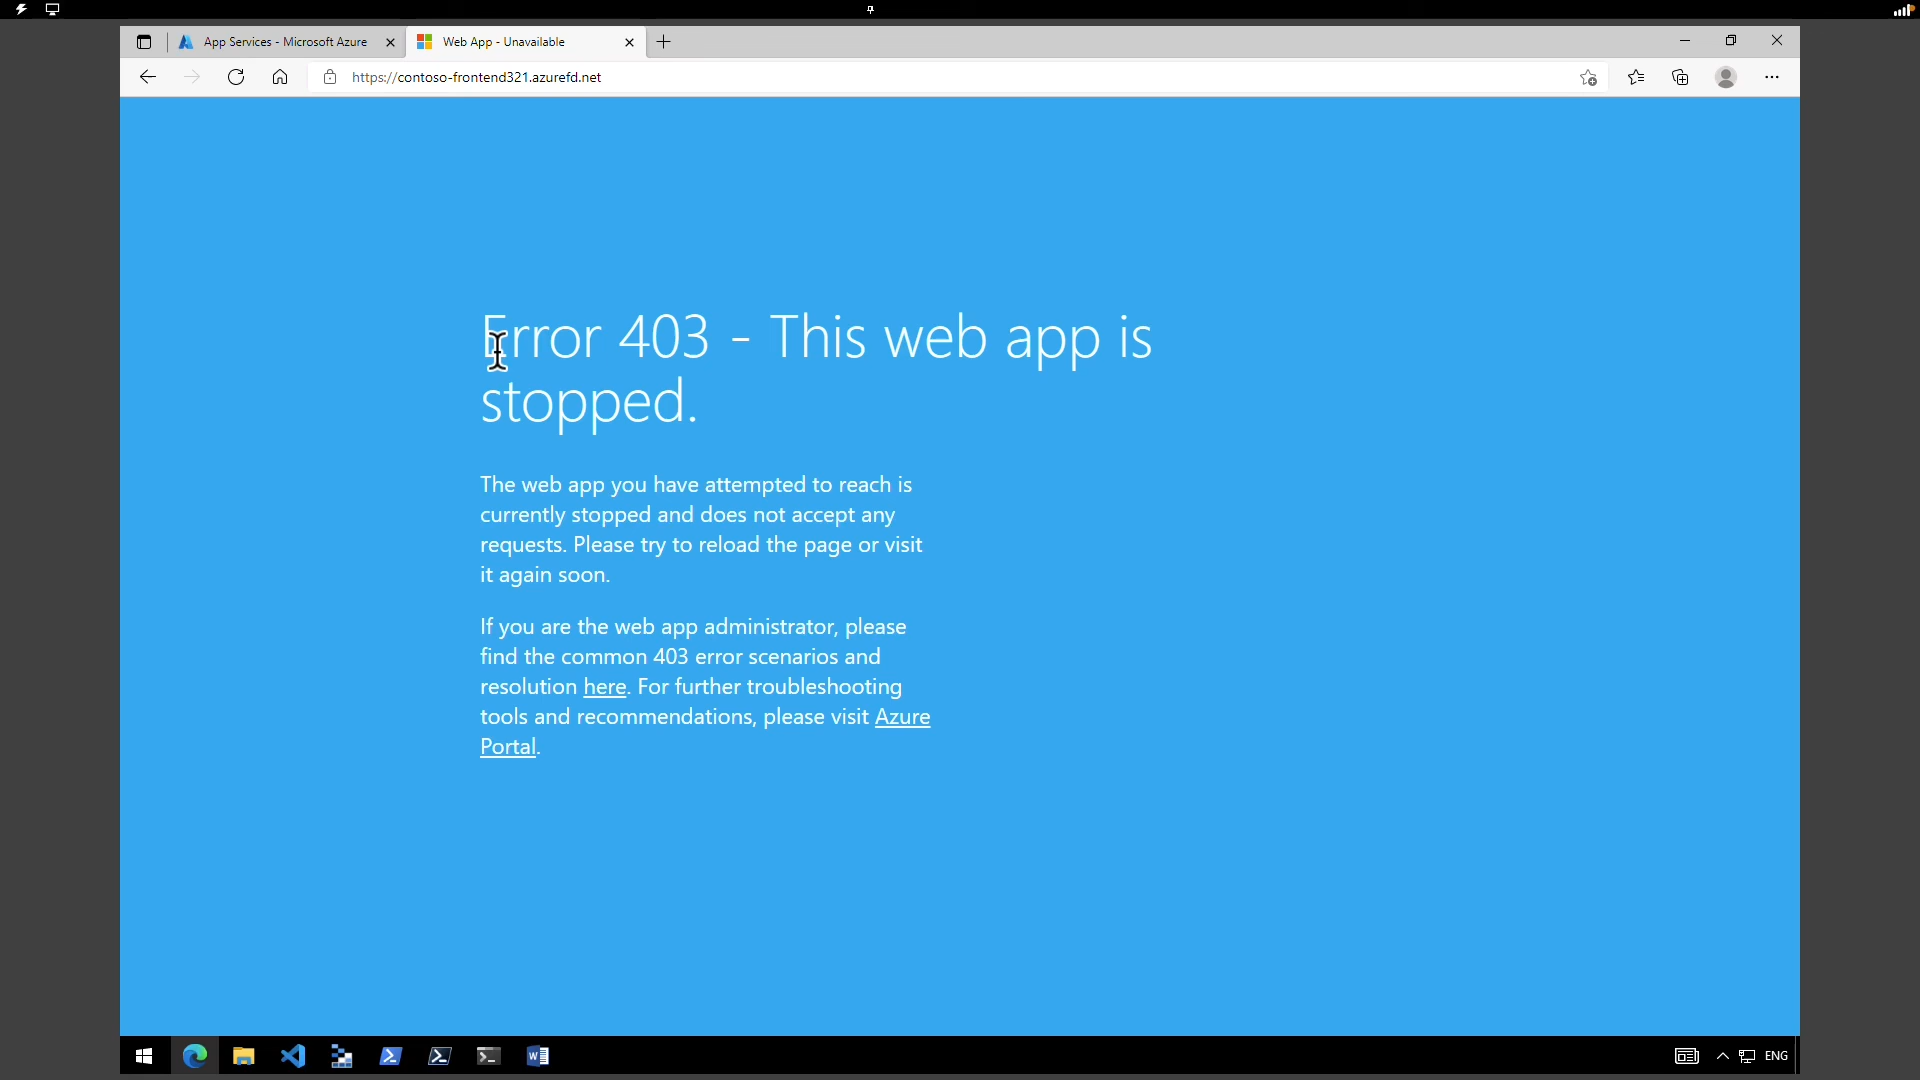 App Services - Microsoft Azure
Web App - Unavailable
https://contoso-frontend321.azurefd.net
Error 403 - This web app is
stopped.
The web app you have attempted to reach is
currently stopped and does not accept any
requests. Please try to reload the page or visit
it again soon.
If you are the web app administrator, please
find the common 403 error scenarios and
resolution here. For further troubleshooting
tools and recommendations, please visit Azure
Portal.
ENG